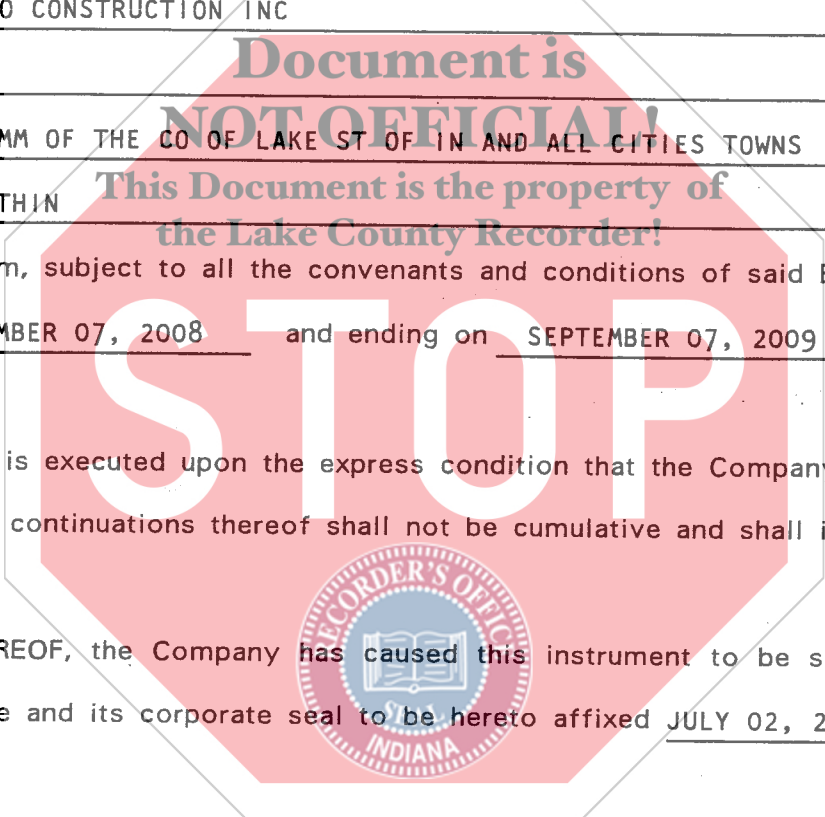 O CONSTRUCTION INC
Document is
NOT OFFICIAL!
MM OF THE CO OF LAKE ST OF IN AND ALL CITIES TOWNS
This Document is the property of
THIN
the Lake County Recorder!
m, subject to all the convenants and conditions of said
MBER 07, 2008 and ending on SEPTEMBER 07, 2009
STOP
is executed upon the express condition that the Company
continuations thereof shall not be cumulative and shall i
RECORDER'S OFFICE
REOF, the Company has caused this instrument to be s
e and its corporate seal to be hereto affixed JULY 02, 2
SEAL
INDIANA